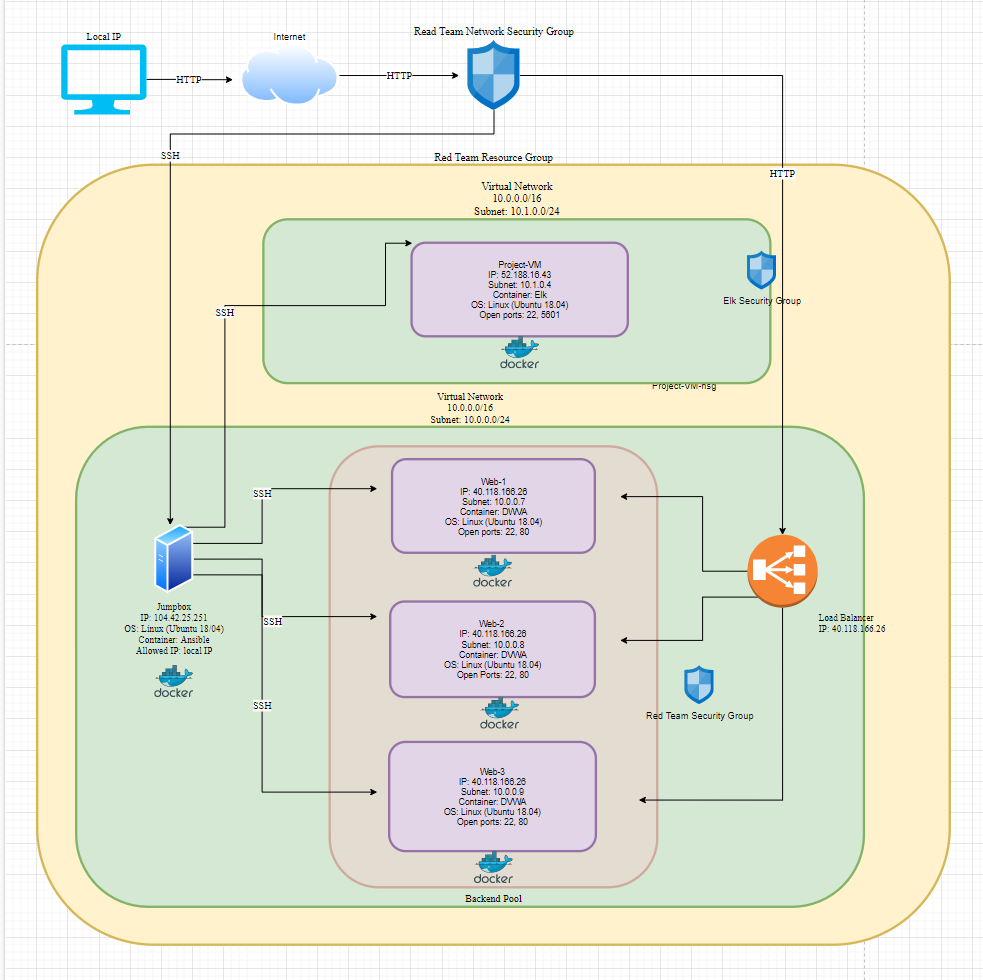 Local IP
Internet
Read Team Network Security Group
HTTP
HTTP
SSH
Red Team Resource Group
HTTP
Virtual Network
10.0.0.0/16
Subnet: 10.1.0.0/24
Project-VM
IP: 52.188.16.43
Subnet: 10.1.0.4
Container: Elk
OS: Linux (Ubuntu 18.04)
Open ports: 22, 5601
docker
Elk Security Group
SSH
Project-VM-nsg
Virtual Network
10.0.0.0/16
Subnet: 10.0.0.0/24
SSH
Web-1
IP: 40.118.166.26
Subnet: 10.0.0.7
Container: DVWA
OS: Linux (Ubuntu 18.04)
Open ports: 22, 80
docker
Jumpbox
IP: 104.42.25.251
OS: Linux (Ubuntu 18/04)
Container: Ansible
Allowed IP: local IP
docker
SSH
Web-2
IP: 40.118.166.26
Subnet: 10.0.0.8
Container: DVWA
OS: Linux (Ubuntu 18.04)
Open Ports: 22, 80
docker
Load Balancer
IP: 40.118.166.26
Red Team Security Group
SSH
Web-3
IP: 40.118.166.26
Subnet: 10.0.0.9
Container: DVWA
OS: Linux (Ubuntu 18.04)
Open ports: 22, 80
docker
Backend Pool